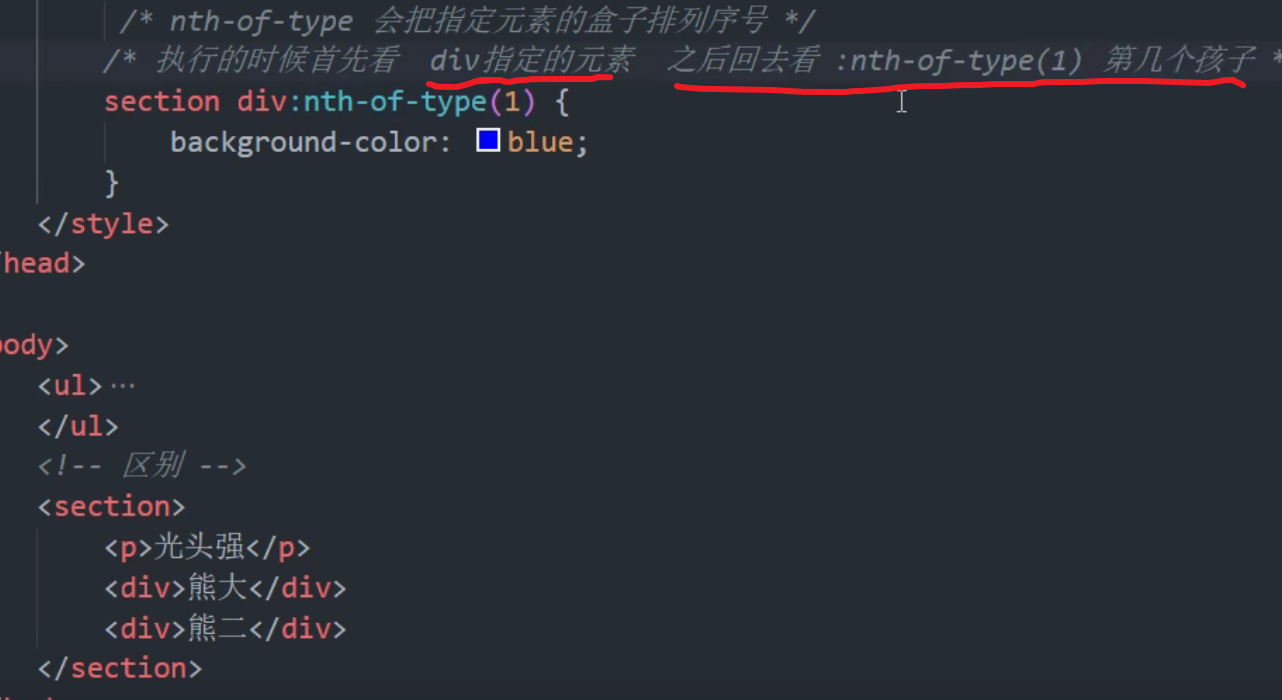 /* nth-of-type 会把指定元素的盒子排列序号 */
/* 执行的时候首先看 div指定的元素 之后回去看 :nth-of-type(1) 第几个孩子 *
section div:nth-of-type(1) {
background-color: blue;
}
</style>
/head>
body>
<ul>···
</ul>
<!-- 区别 -->
<section>
<p>光头强</p>
<div>熊大</div>
<div>熊二</div>
</section>